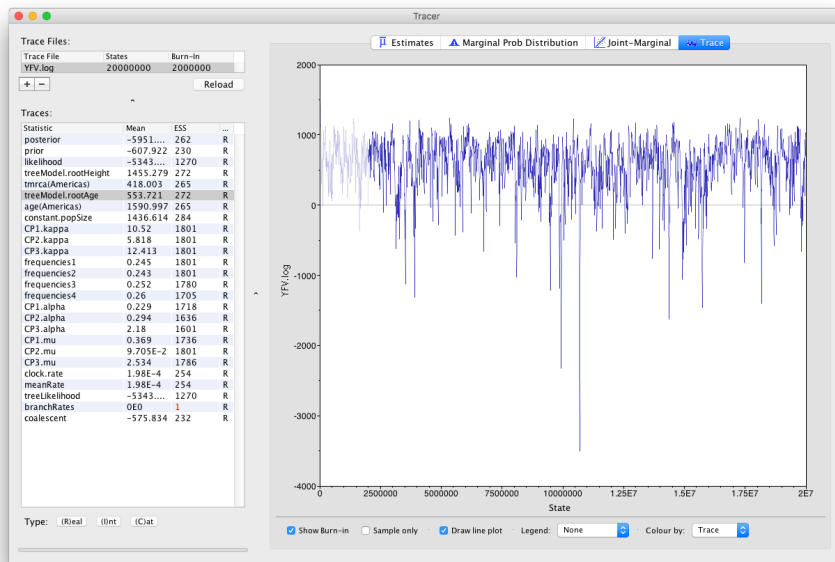 Tracer
Trace Files:
Trace File States Burn-In
YFV.log 20000000 2000000
+ − Reload
Traces:
Statistic Mean ESS ...
posterior -5951.... 262 R
prior -607.922 230 R
likelihood -5343.... 1270 R
treeModel.rootHeight 1455.279 272 R
tmrca(Americas) 418.003 265 R
treeModel.rootAge 553.721 272 R
age(Americas) 1590.997 265 R
constant.popSize 1436.614 284 R
CP1.kappa 10.52 1801 R
CP2.kappa 5.818 1801 R
CP3.kappa 12.413 1801 R
frequencies1 0.245 1801 R
frequencies2 0.243 1801 R
frequencies3 0.252 1780 R
frequencies4 0.26 1705 R
CP1.alpha 0.229 1718 R
CP2.alpha 0.294 1636 R
CP3.alpha 2.18 1601 R
CP1.mu 0.369 1736 R
CP2.mu 9.705E-2 1801 R
CP3.mu 2.534 1786 R
clock.rate 1.98E-4 254 R
meanRate 1.98E-4 254 R
treeLikelihood -5343.... 1270 R
branchRates 0E0 1 R
coalescent -575.834 232 R
Type: (R)eal (I)nt (C)at
μ Estimates Marginal Prob Distribution Joint-Marginal Trace
2000
1000
0
-1000
-2000
-3000
-4000
YFV.log
0 2500000 5000000 7500000 10000000 1.25E7 1.5E7 1.75E7 2E7
State
Show Burn-in Sample only Draw line plot Legend: None Colour by: Trace